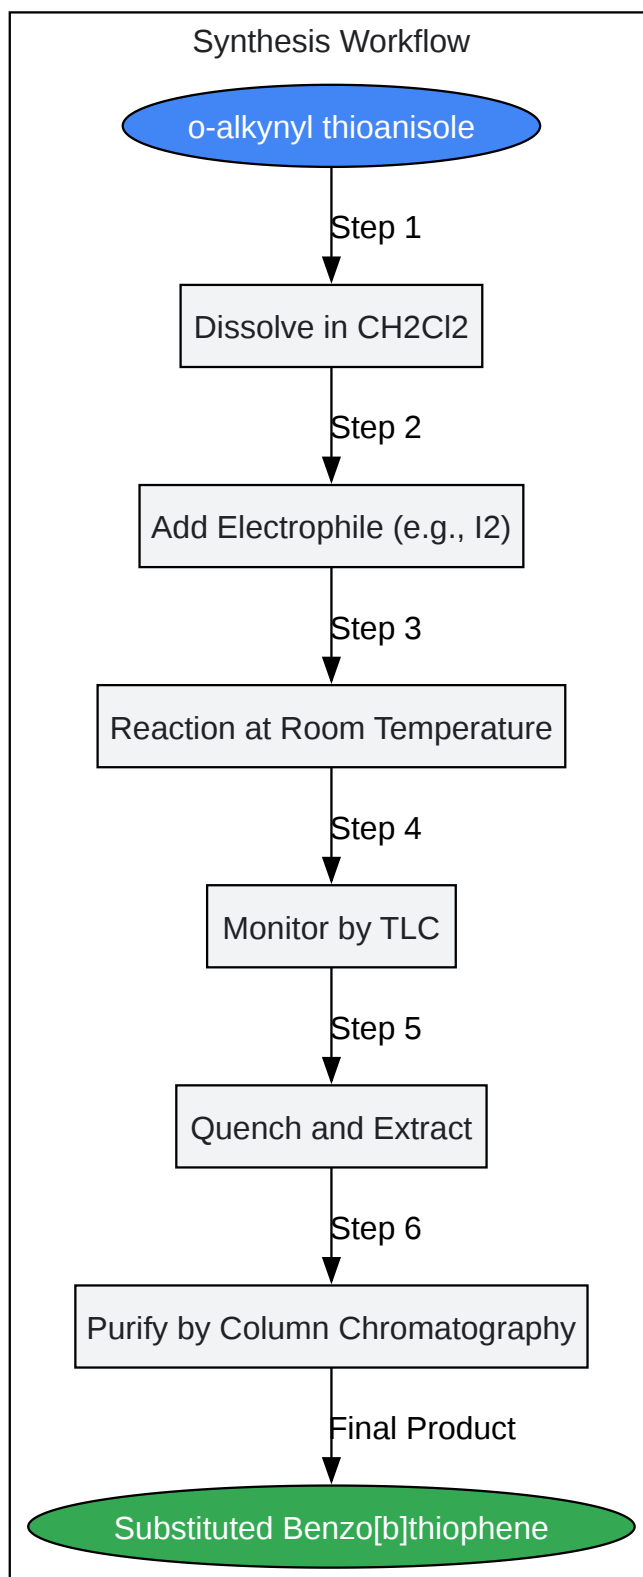 Synthesis Workflow
o-alkynyl thioanisole
Step 1
Dissolve in CH2Cl2
Step 2
Add Electrophile (e.g., I2)
Step 3
Reaction at Room Temperature
Step 4
Monitor by TLC
Step 5
Quench and Extract
Step 6
Purify by Column Chromatography
Final Product
Substituted Benzo[b]thiophene